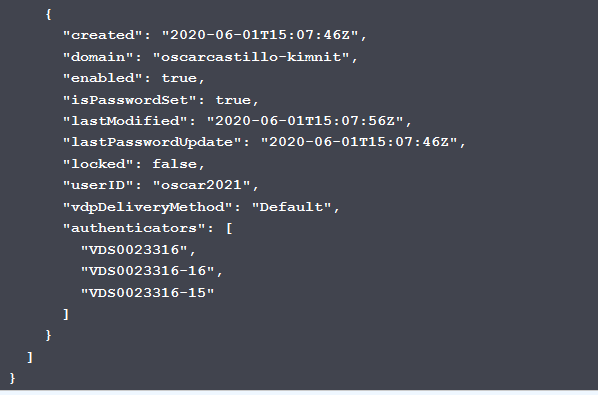 {
"created": "2020-06-01T15:07:46Z",
"domain": "oscarcastillo-kimnit",
"enabled": true,
"isPasswordSet": true,
"lastModified": "2020-06-01T15:07:56Z",
"lastPasswordUpdate": "2020-06-01T15:07:46Z",
"locked": false,
"userID": "oscar2021",
"vdpDeliveryMethod": "Default",
"authenticators": [
"VDS0023316",
"VDS0023316-16",
"VDS0023316-15"
]
}
]
}